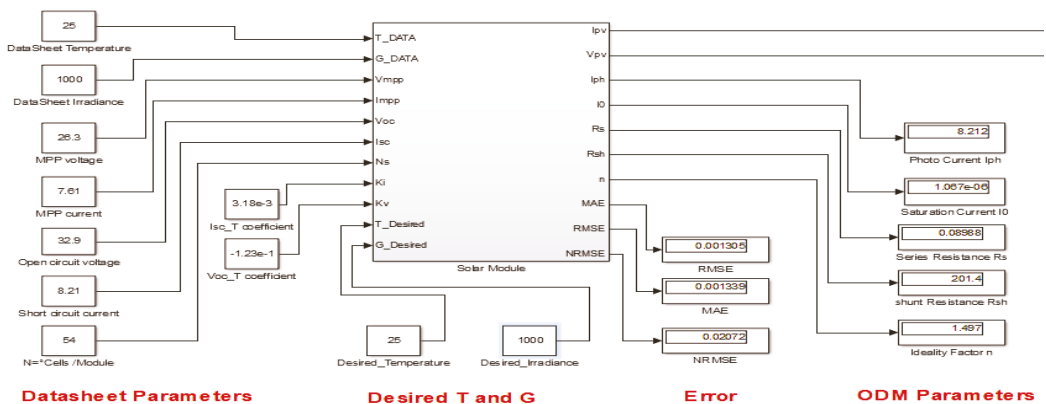 25
DataSheet Temperature
1000
DataSheet Irradiance
26.3
MPP voltage
7.61
MPP current
32.9
Open circuit voltage
8.21
Short circuit current
54
N=°Cells /Module
3.18e-3
Isc_T coefficient
-1.23e-1
Voc_T coefficient
T_DATA
G_DATA
Vmpp
Impp
Voc
Isc
Ns
Ki
Kv
T_Desired
G_Desired
Ipv
Vpv
Iph
I0
Rs
Rsh
n
MAE
RMSE
NRMSE
Solar Module
25
Desired_Temperature
1000
Desired_Irradiance
0.001305
RMSE
0.001339
MAE
0.02072
NRMSE
8.212
Photo Current Iph
1.067e-06
Saturation Current I0
0.08988
Series Resistance Rs
201.4
shunt Resistance Rsh
1.497
Ideality Factor n
Datasheet Parameters
Desired T and G
Error
ODM Parameters